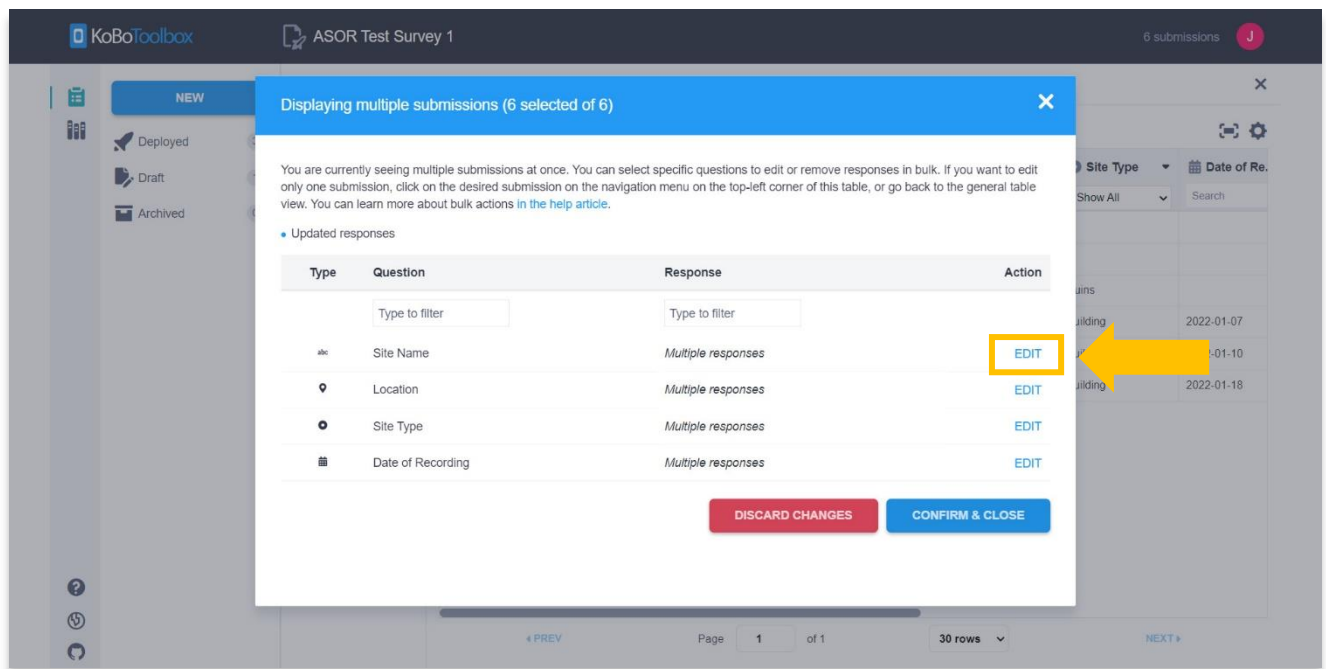 KoBoToolbox
ASOR Test Survey 1
6 submissions
J
NEW
Deployed
Draft
Archived
Displaying multiple submissions (6 selected of 6)
You are currently seeing multiple submissions at once. You can select specific questions to edit or remove responses in bulk. If you want to edit
only one submission, click on the desired submission on the navigation menu on the top-left corner of this table, or go back to the general table
view. You can learn more about bulk actions in the help article.
• Updated responses
Type Question Response Action
Type to filter Type to filter
abc Site Name Multiple responses EDIT
Location Multiple responses EDIT
Site Type Multiple responses EDIT
Date of Recording Multiple responses EDIT
DISCARD CHANGES CONFIRM & CLOSE
Site Type Date of Re.
Show All Search
uins
uilding 2022-01-07
-01-10
uilding 2022-01-18
PREV Page 1 of 1 30 rows NEXT